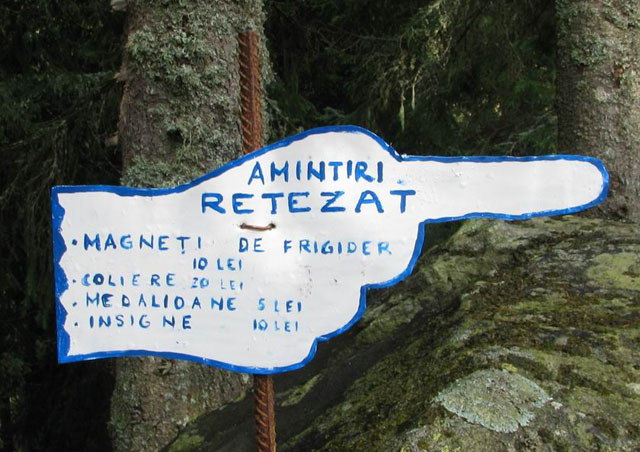 AMINTIRI
RETEZAT
• MAGNEȚI DE FRIGIDER
10 LEI
• COLIERE 20 LEI
• MEDALIOANE 5 LEI
• INSIGNE 10 LEI